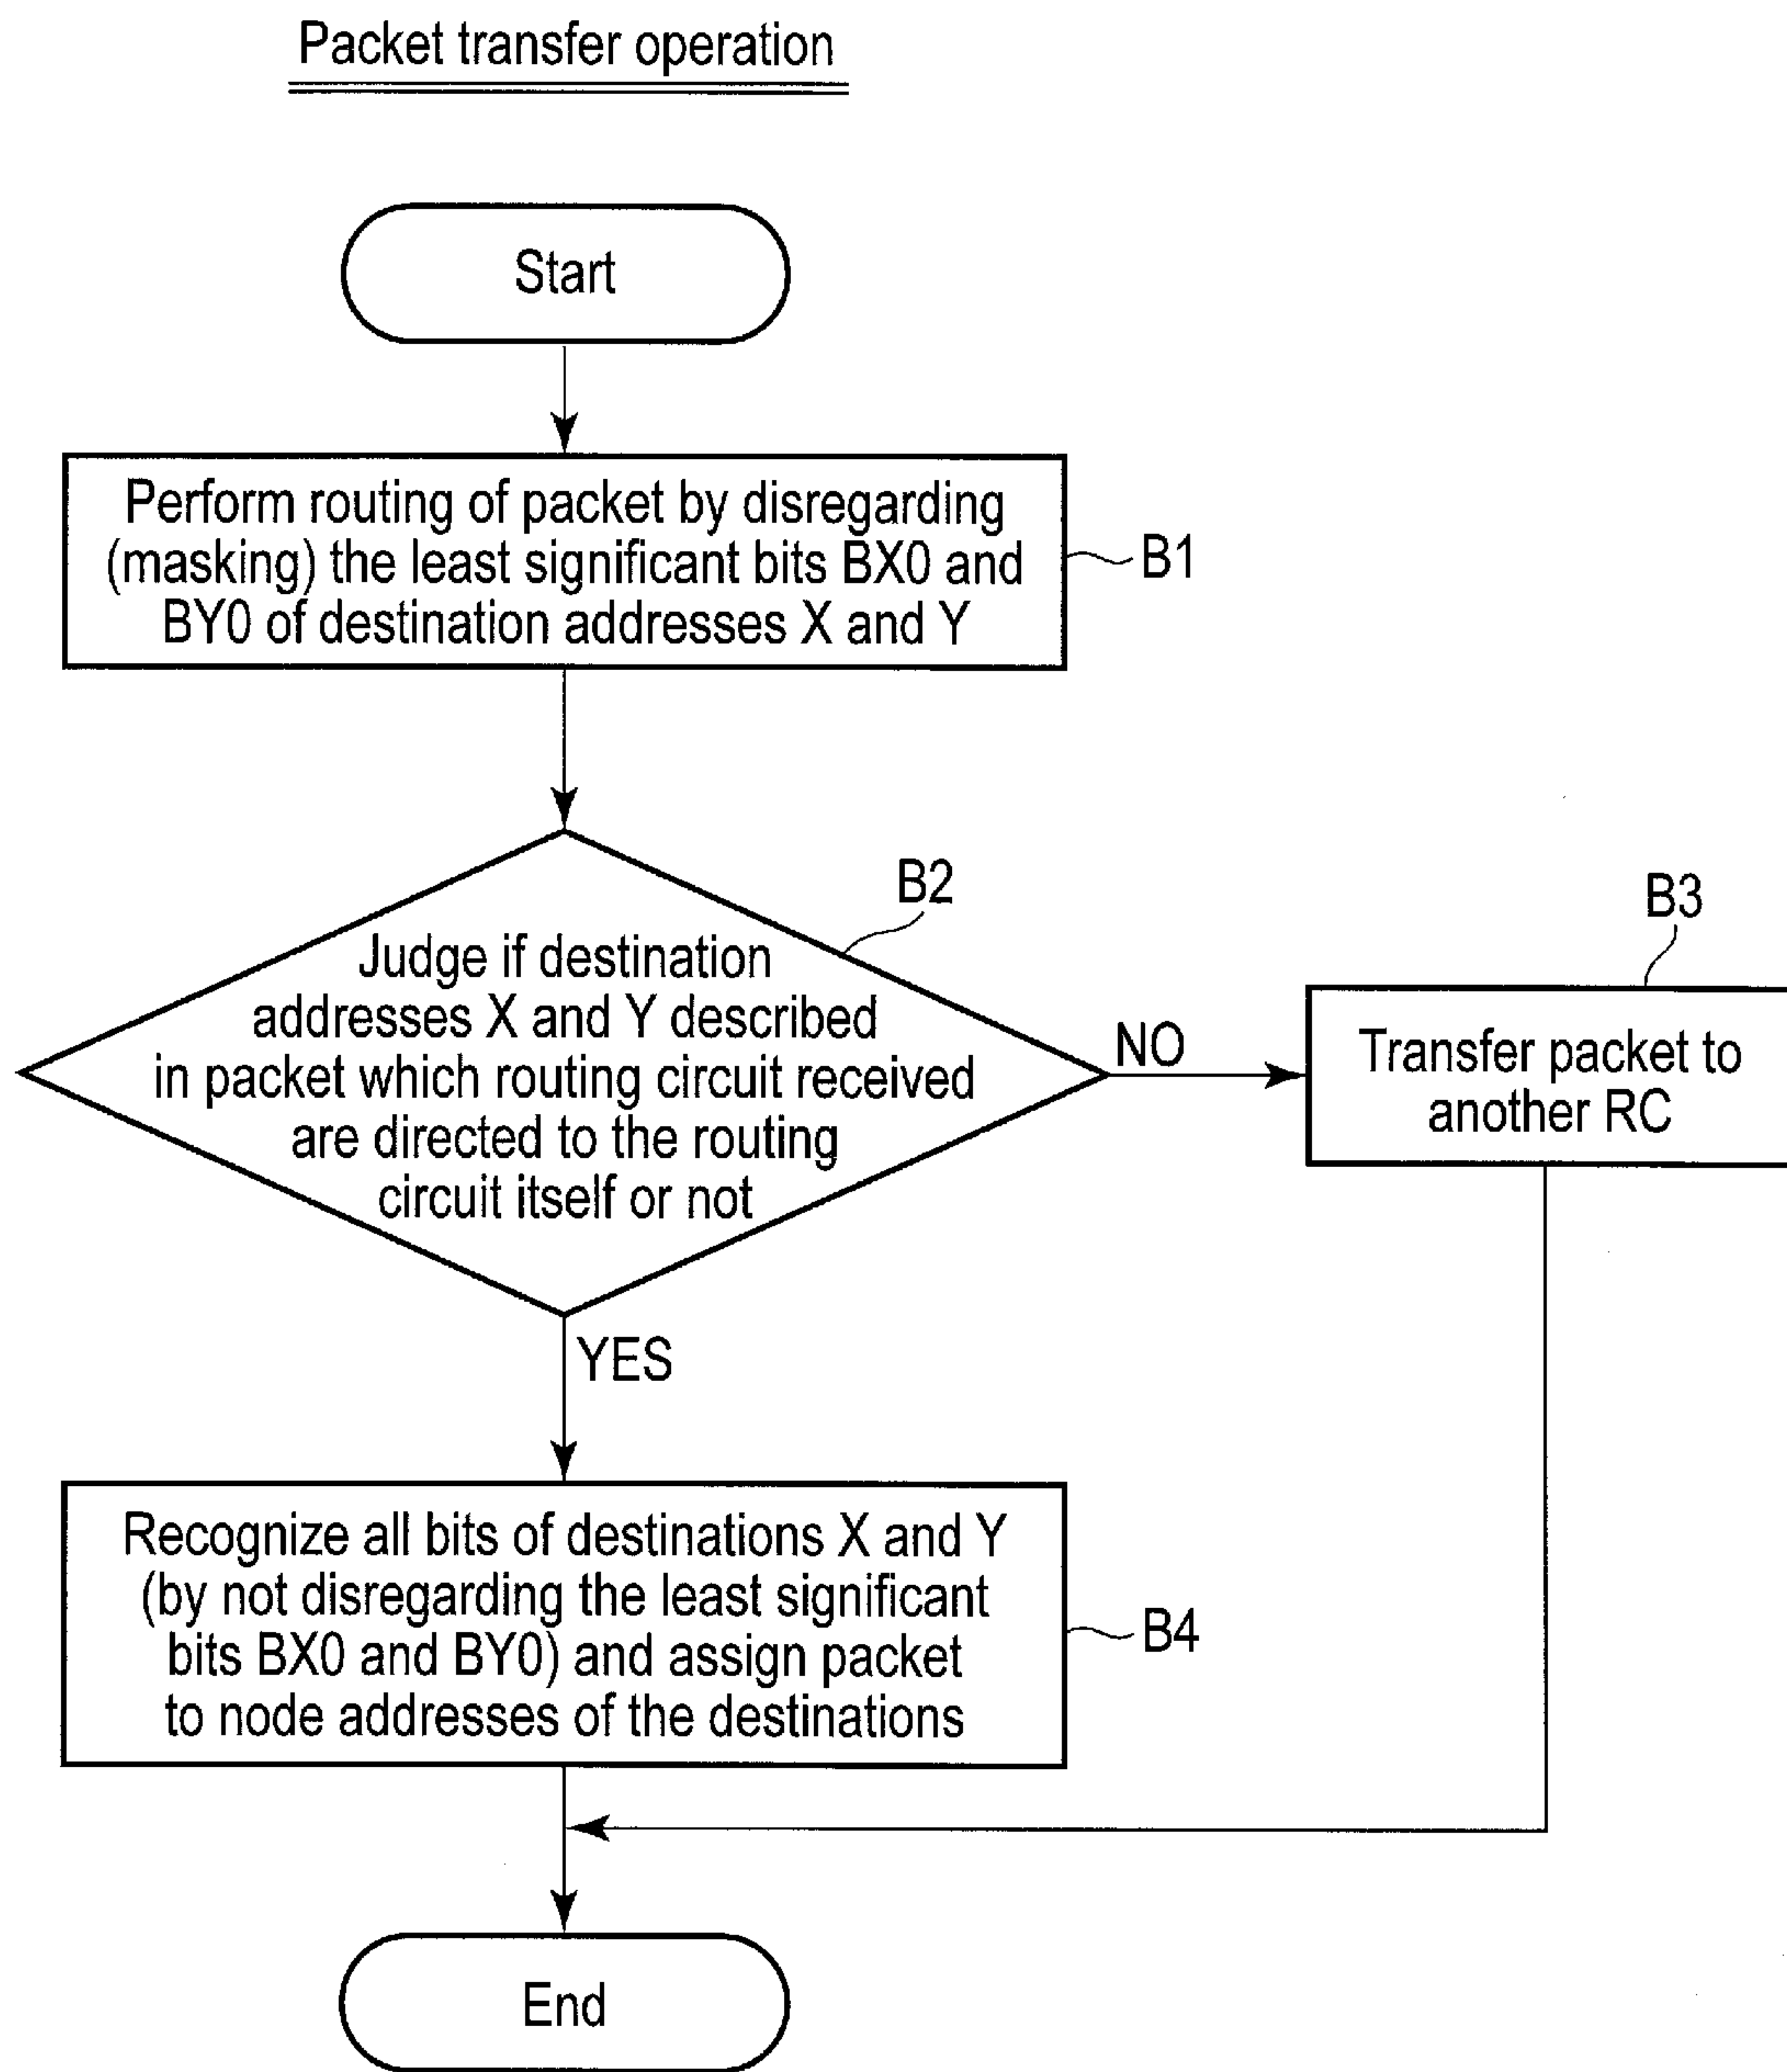 Packet transfer operation
Start
Perform routing of packet by disregarding
(masking) the least significant bits BX0 and
BY0 of destination addresses X and Y
B1
B2
Judge if destination
addresses X and Y described
in packet which routing circuit received
are directed to the routing
circuit itself or not
NO
B3
Transfer packet to
another RC
YES
Recognize all bits of destinations X and Y
(by not disregarding the least significant
bits BX0 and BY0) and assign packet
to node addresses of the destinations
B4
End